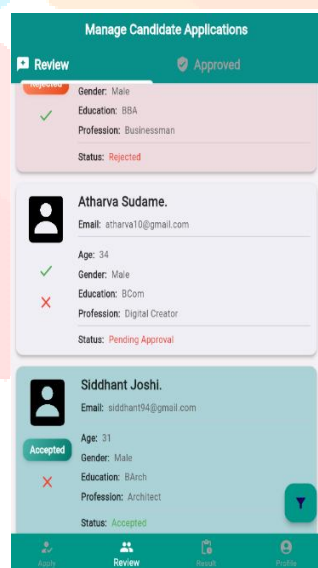 Manage Candidate Applications
Review
Approved
Rejected
Gender: Male
Education: BBA
Profession: Businessman
Status: Rejected
Atharva Sudame.
Email: atharva10@gmail.com
Age: 34
Gender: Male
Education: BCom
Profession: Digital Creator
Status: Pending Approval
Siddhant Joshi.
Email: siddhant94@gmail.com
Age: 31
Accepted
Gender: Male
Education: BArch
Profession: Architect
Status: Accepted
Apply
Review
Result
Profile